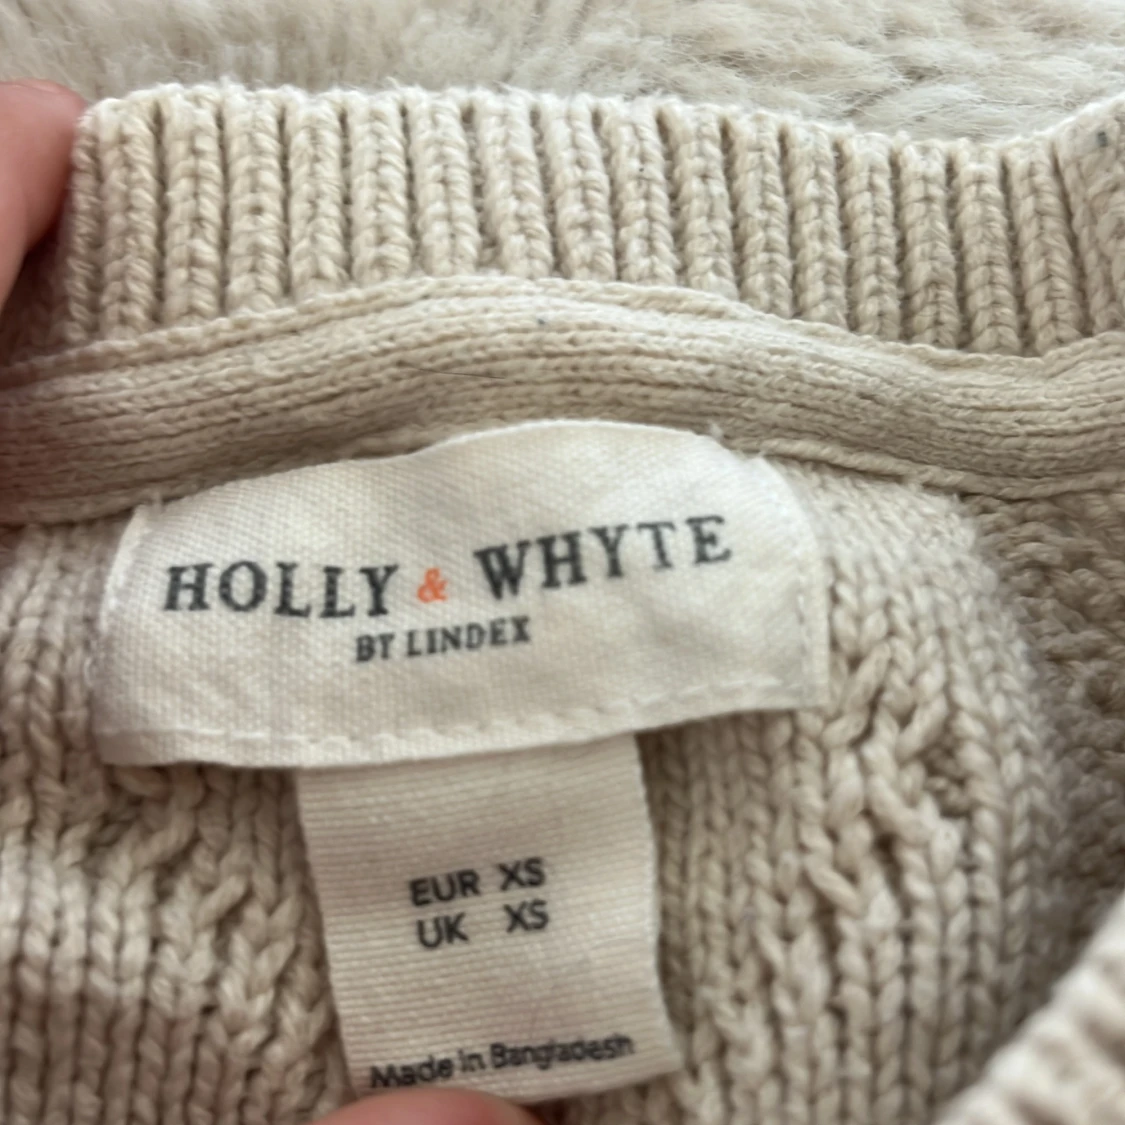 HOLLY & WHYTE
BY LINDEX
EUR XS
UK XS
Made in Bangladesh